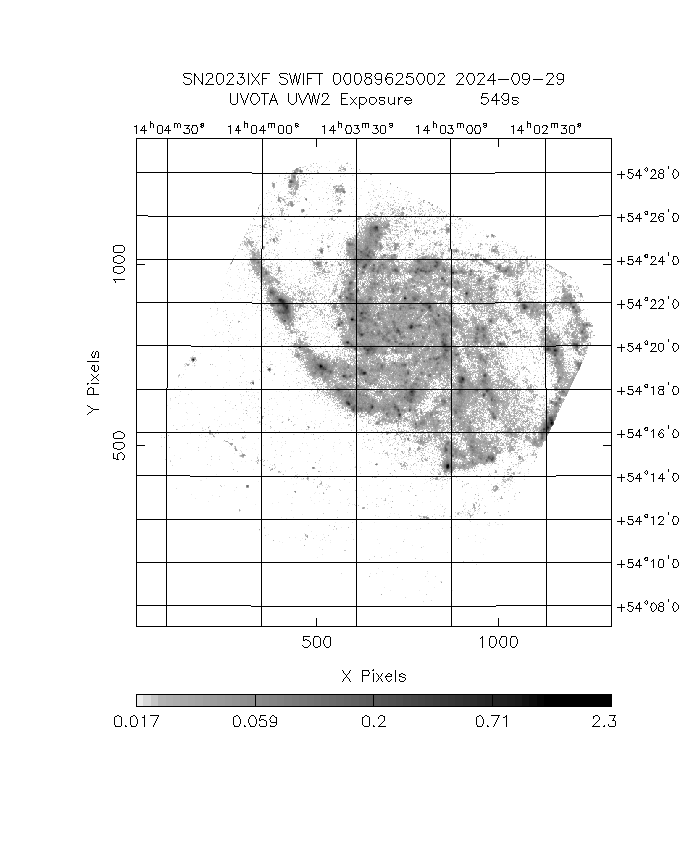 SN2023IXF SWIFT 00089625002 2024-09-29
UVOTA UVW2 Exposure 549s
14h04m30s 14h04m00s 14h03m30s 14h03m00s 14h02m30s
+54°28'0
+54°26'0
+54°24'0
+54°22'0
+54°20'0
+54°18'0
+54°16'0
+54°14'0
+54°12'0
+54°10'0
+54°08'0
1000
500
Y Pixels
500 1000
X Pixels
0.017 0.059 0.2 0.71 2.3